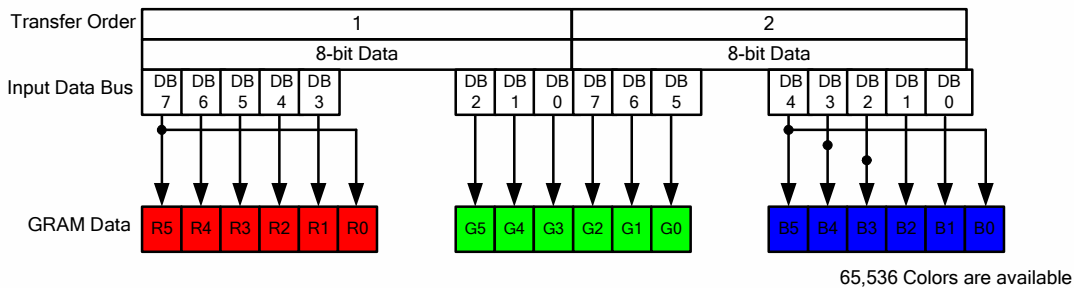 Transfer Order 1 2
8-bit Data 8-bit Data
Input Data Bus DB 7 DB 6 DB 5 DB 4 DB 3 DB 2 DB 1 DB 0 DB 7 DB 6 DB 5 DB 4 DB 3 DB 2 DB 1 DB 0
GRAM Data R5 R4 R3 R2 R1 R0 G5 G4 G3 G2 G1 G0 B5 B4 B3 B2 B1 B0
65,536 Colors are available